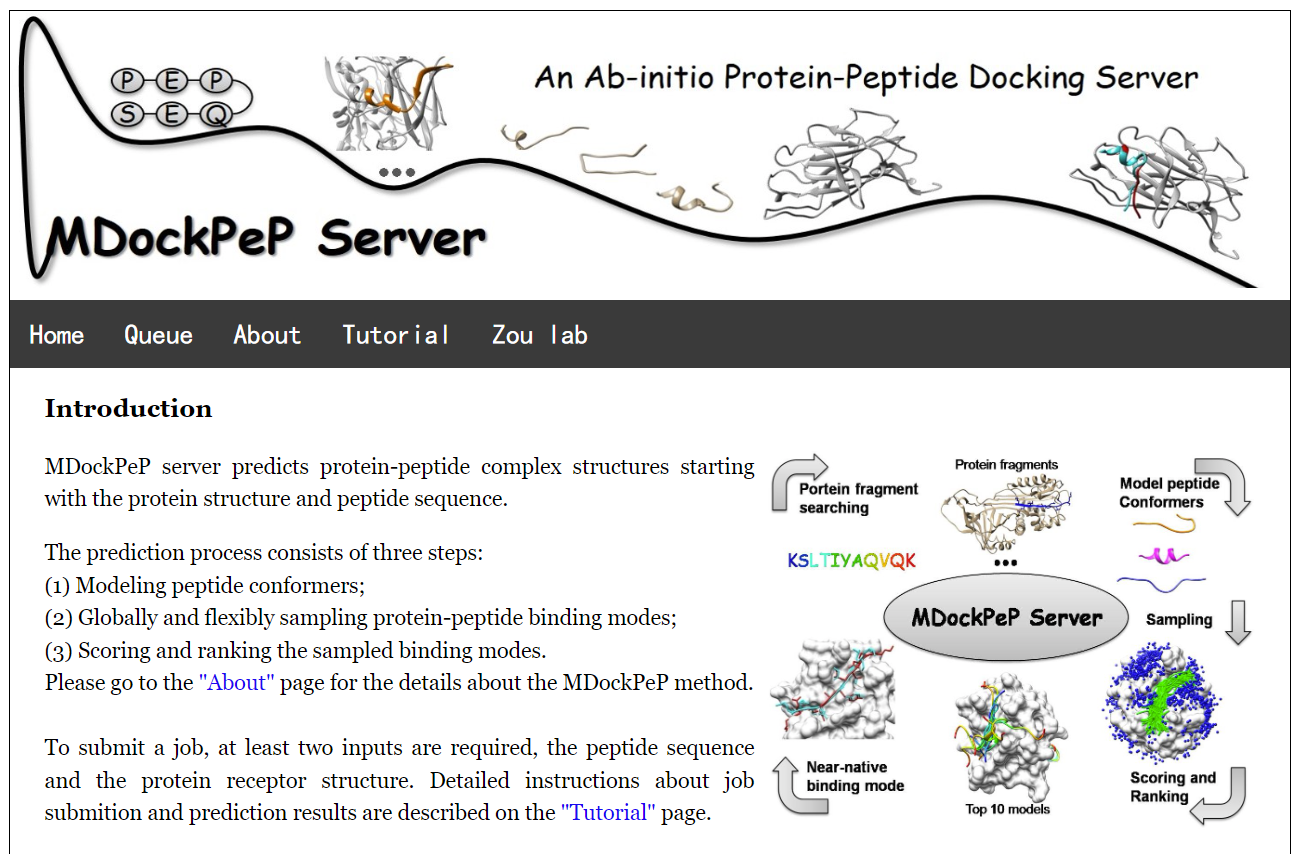 An Ab-initio Protein-Peptide Docking Server
P E P
S E Q
MDockPeP Server
Home Queue About Tutorial Zou lab
Introduction
MDockPeP server predicts protein-peptide complex structures starting
with the protein structure and peptide sequence.
The prediction process consists of three steps:
(1) Modeling peptide conformers;
(2) Globally and flexibly sampling protein-peptide binding modes;
(3) Scoring and ranking the sampled binding modes.
Please go to the "About" page for the details about the MDockPeP method.
To submit a job, at least two inputs are required, the peptide sequence
and the protein receptor structure. Detailed instructions about job
submition and prediction results are described on the "Tutorial" page.
Portein fragment
searching
Protein fragments
Model peptide
Conformers
KSLTIYAQVQK
MDockPeP Server
Sampling
Scoring and
Ranking
Top 10 models
Near-native
binding mode